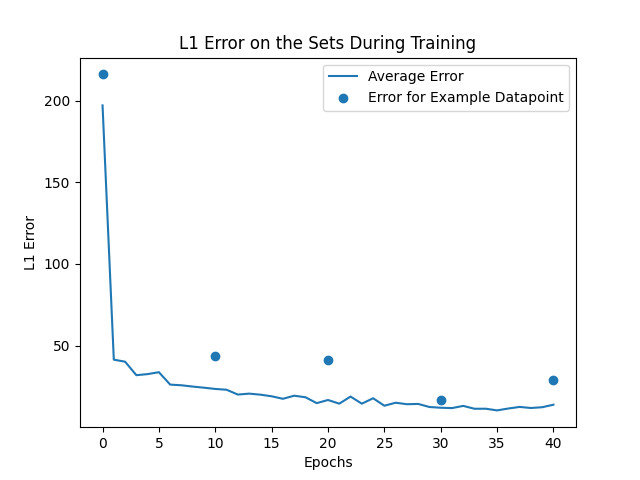 L1 Error on the Sets During Training
Average Error
Error for Example Datapoint
L1 Error
200
150
100
50
0 5 10 15 20 25 30 35 40
Epochs